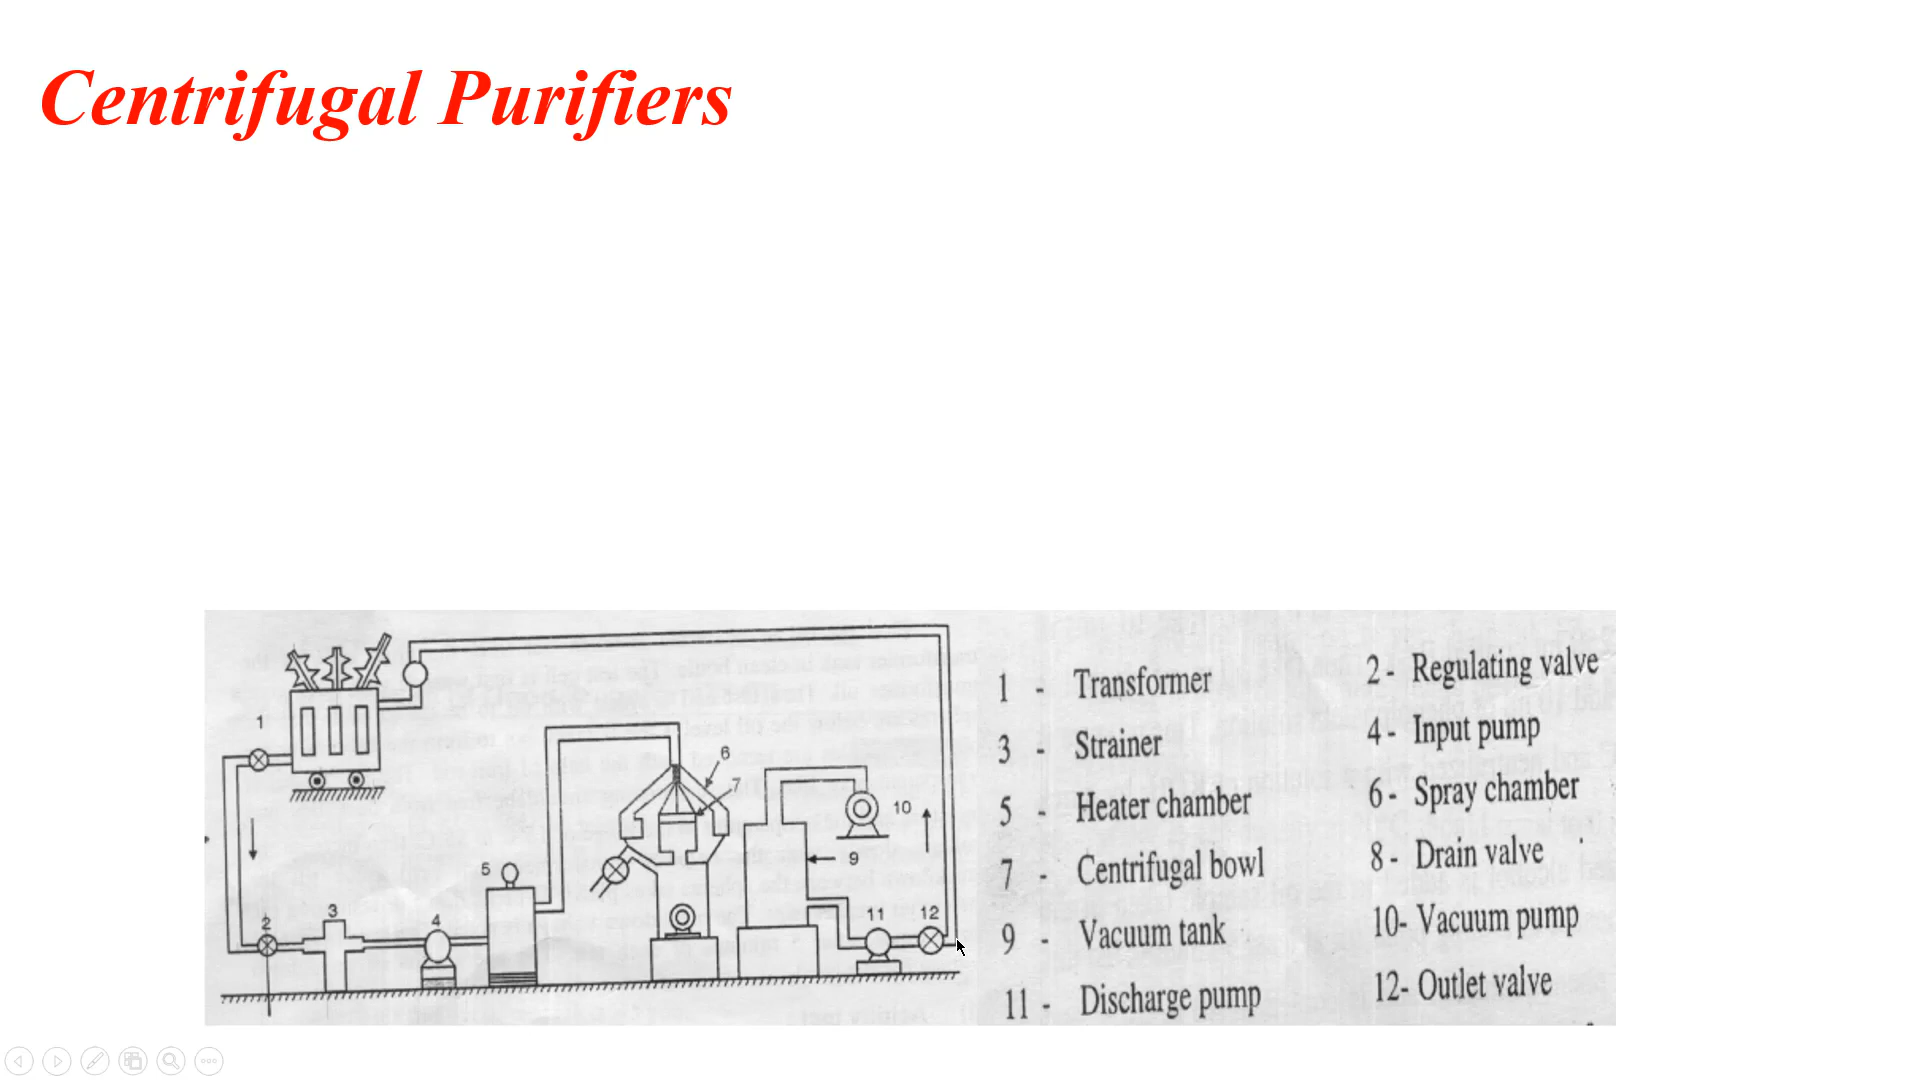 Centrifugal Purifiers
1
2
3
4
5
6
7
9
10
11
12
1 - Transformer
2 - Regulating valve
3 - Strainer
4 - Input pump
5 - Heater chamber
6 - Spray chamber
7 - Centrifugal bowl
8 - Drain valve
9 - Vacuum tank
10- Vacuum pump
11 - Discharge pump
12- Outlet valve